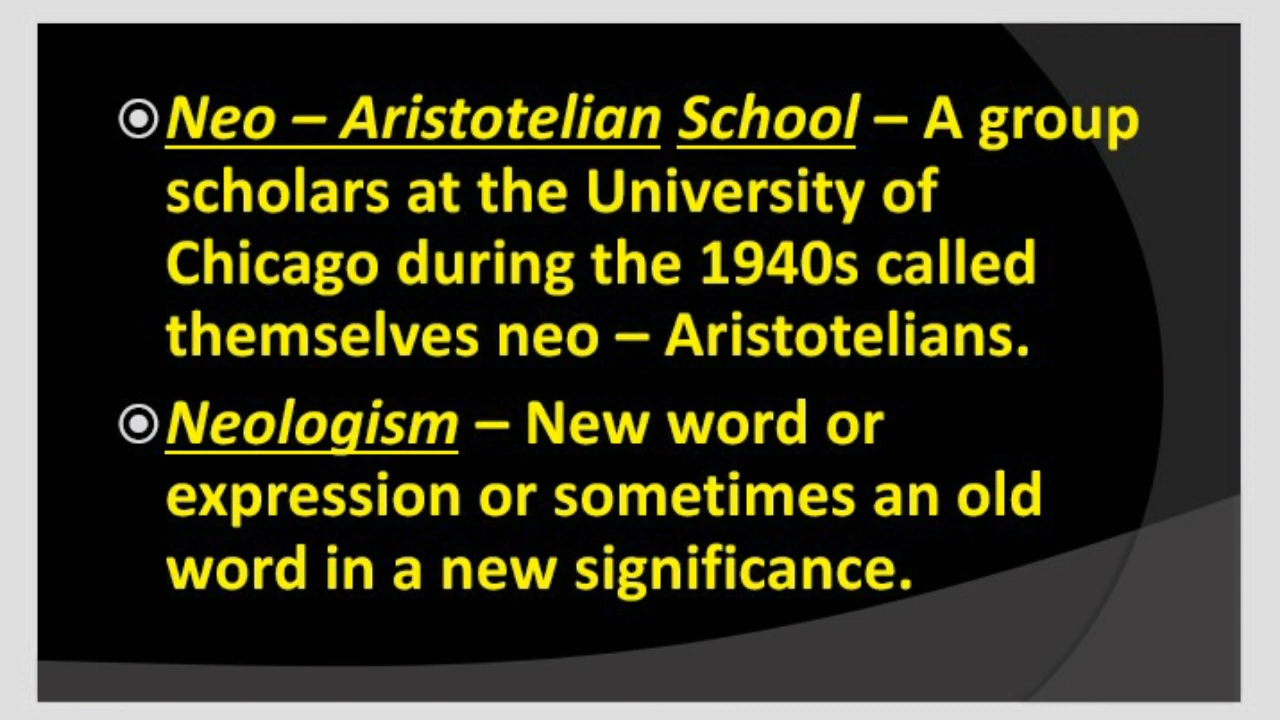 Neo – Aristotelian School – A group
scholars at the University of
Chicago during the 1940s called
themselves neo – Aristotelians.
Neologism – New word or
expression or sometimes an old
word in a new significance.